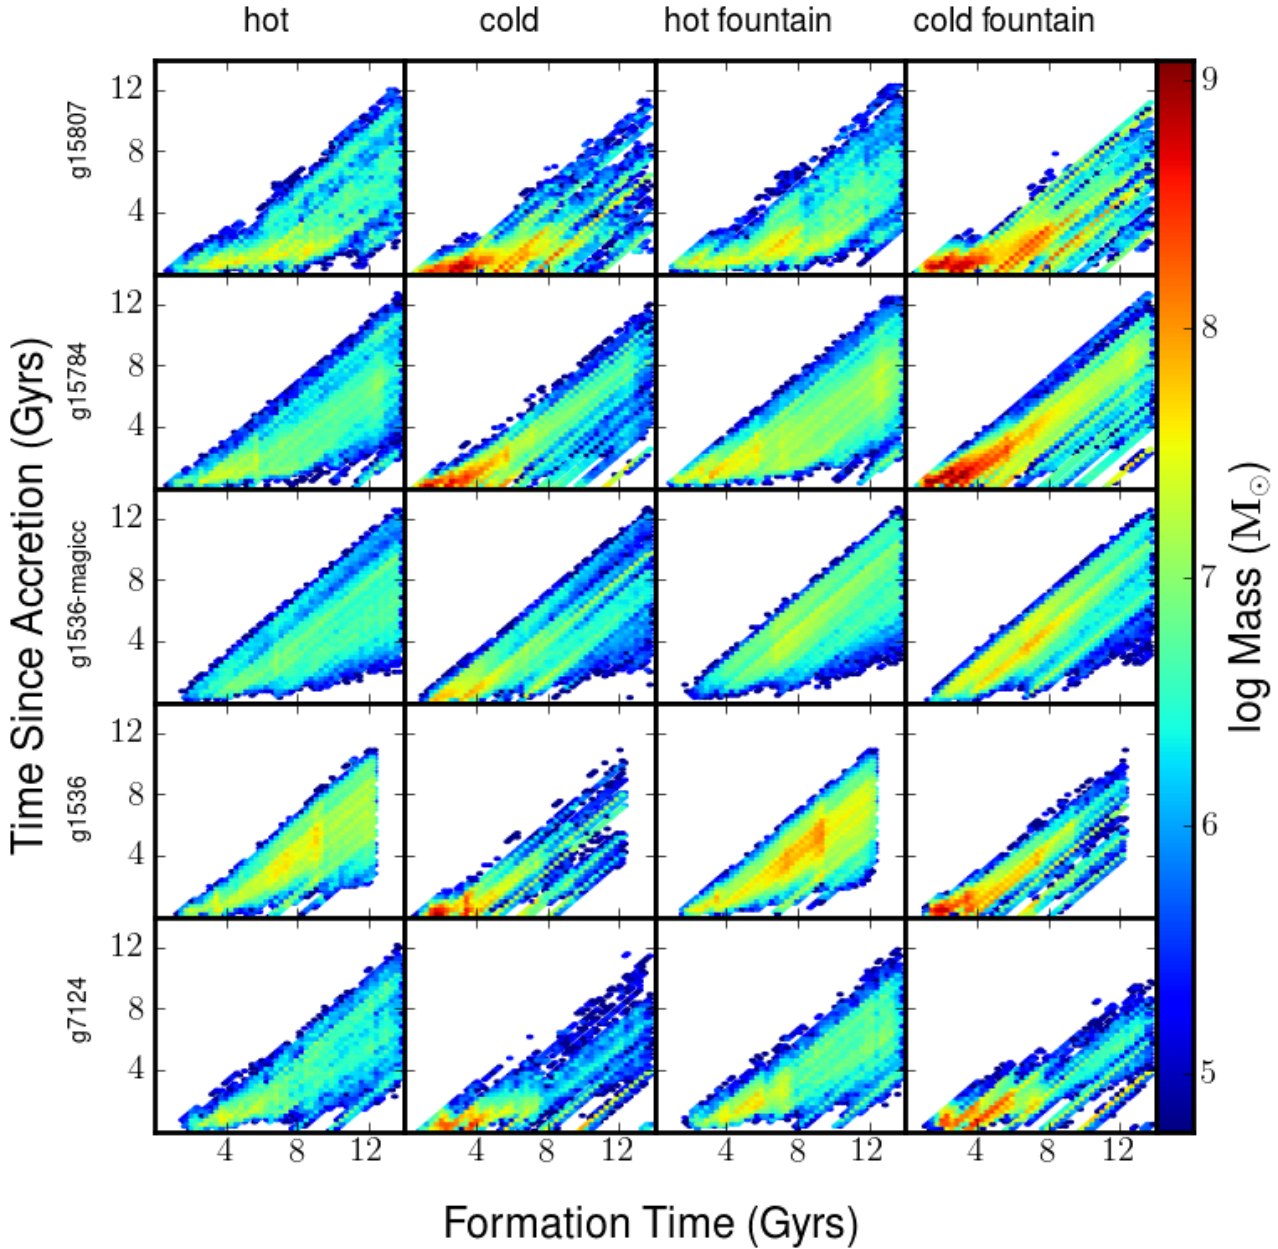 hot cold hot fountain cold fountain
g15807
12
8
4
g15784
12
8
4
g1536-magicc
12
8
4
g1536
12
8
4
g7124
12
8
4
4 8 12 4 8 12 4 8 12 4 8 12
Formation Time (Gyrs)
Time Since Accretion (Gyrs)
9
8
7
6
5
log Mass (M⊙)